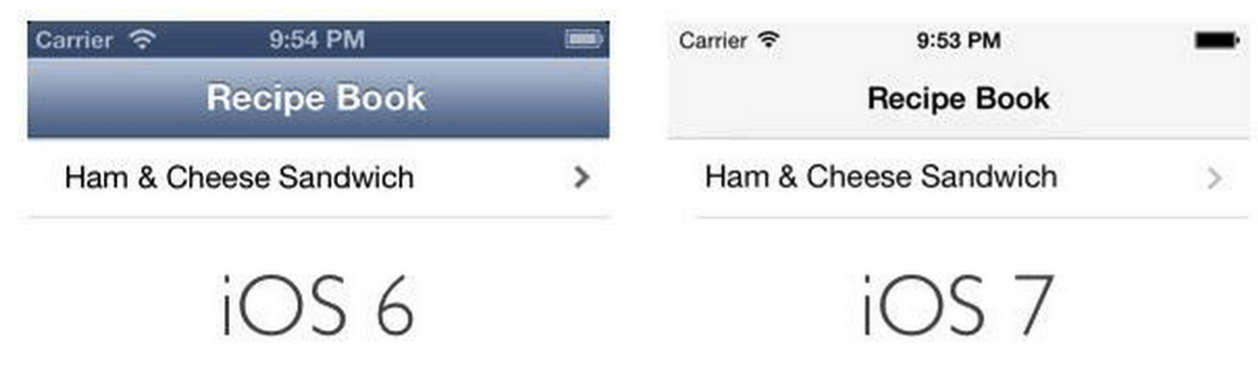 Carrier 9:54 PM
Recipe Book
Ham & Cheese Sandwich
iOS 6
Carrier 9:53 PM
Recipe Book
Ham & Cheese Sandwich
iOS 7